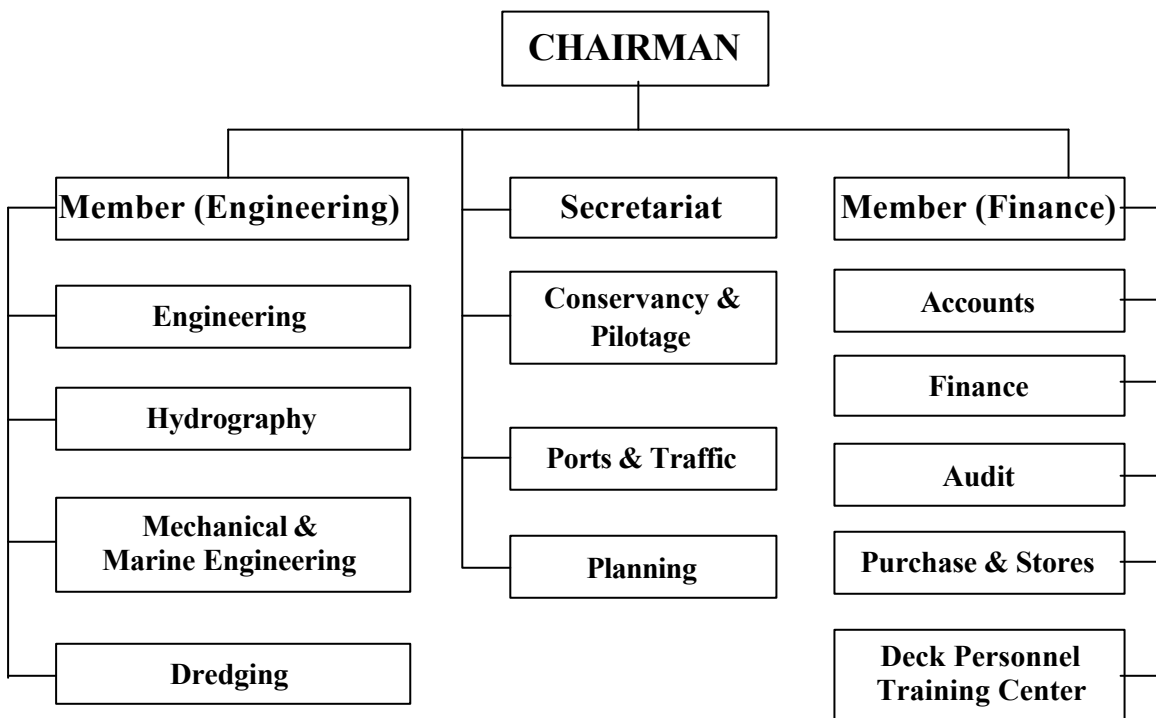 CHAIRMAN
Member (Engineering)
Secretariat
Member (Finance)
Engineering
Conservancy &
Pilotage
Accounts
Finance
Hydrography
Ports & Traffic
Audit
Mechanical &
Marine Engineering
Planning
Purchase & Stores
Dredging
Deck Personnel
Training Center